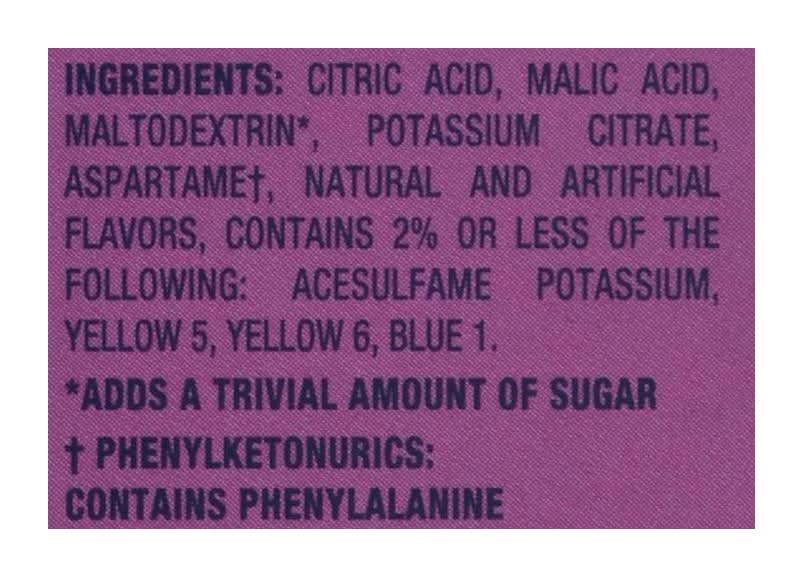 INGREDIENTS: CITRIC ACID, MALIC ACID,
MALTODEXTRIN*, POTASSIUM CITRATE,
ASPARTAME†, NATURAL AND ARTIFICIAL
FLAVORS, CONTAINS 2% OR LESS OF THE
FOLLOWING: ACESULFAME POTASSIUM,
YELLOW 5, YELLOW 6, BLUE 1.
*ADDS A TRIVIAL AMOUNT OF SUGAR
† PHENYLKETONURICS:
CONTAINS PHENYLALANINE